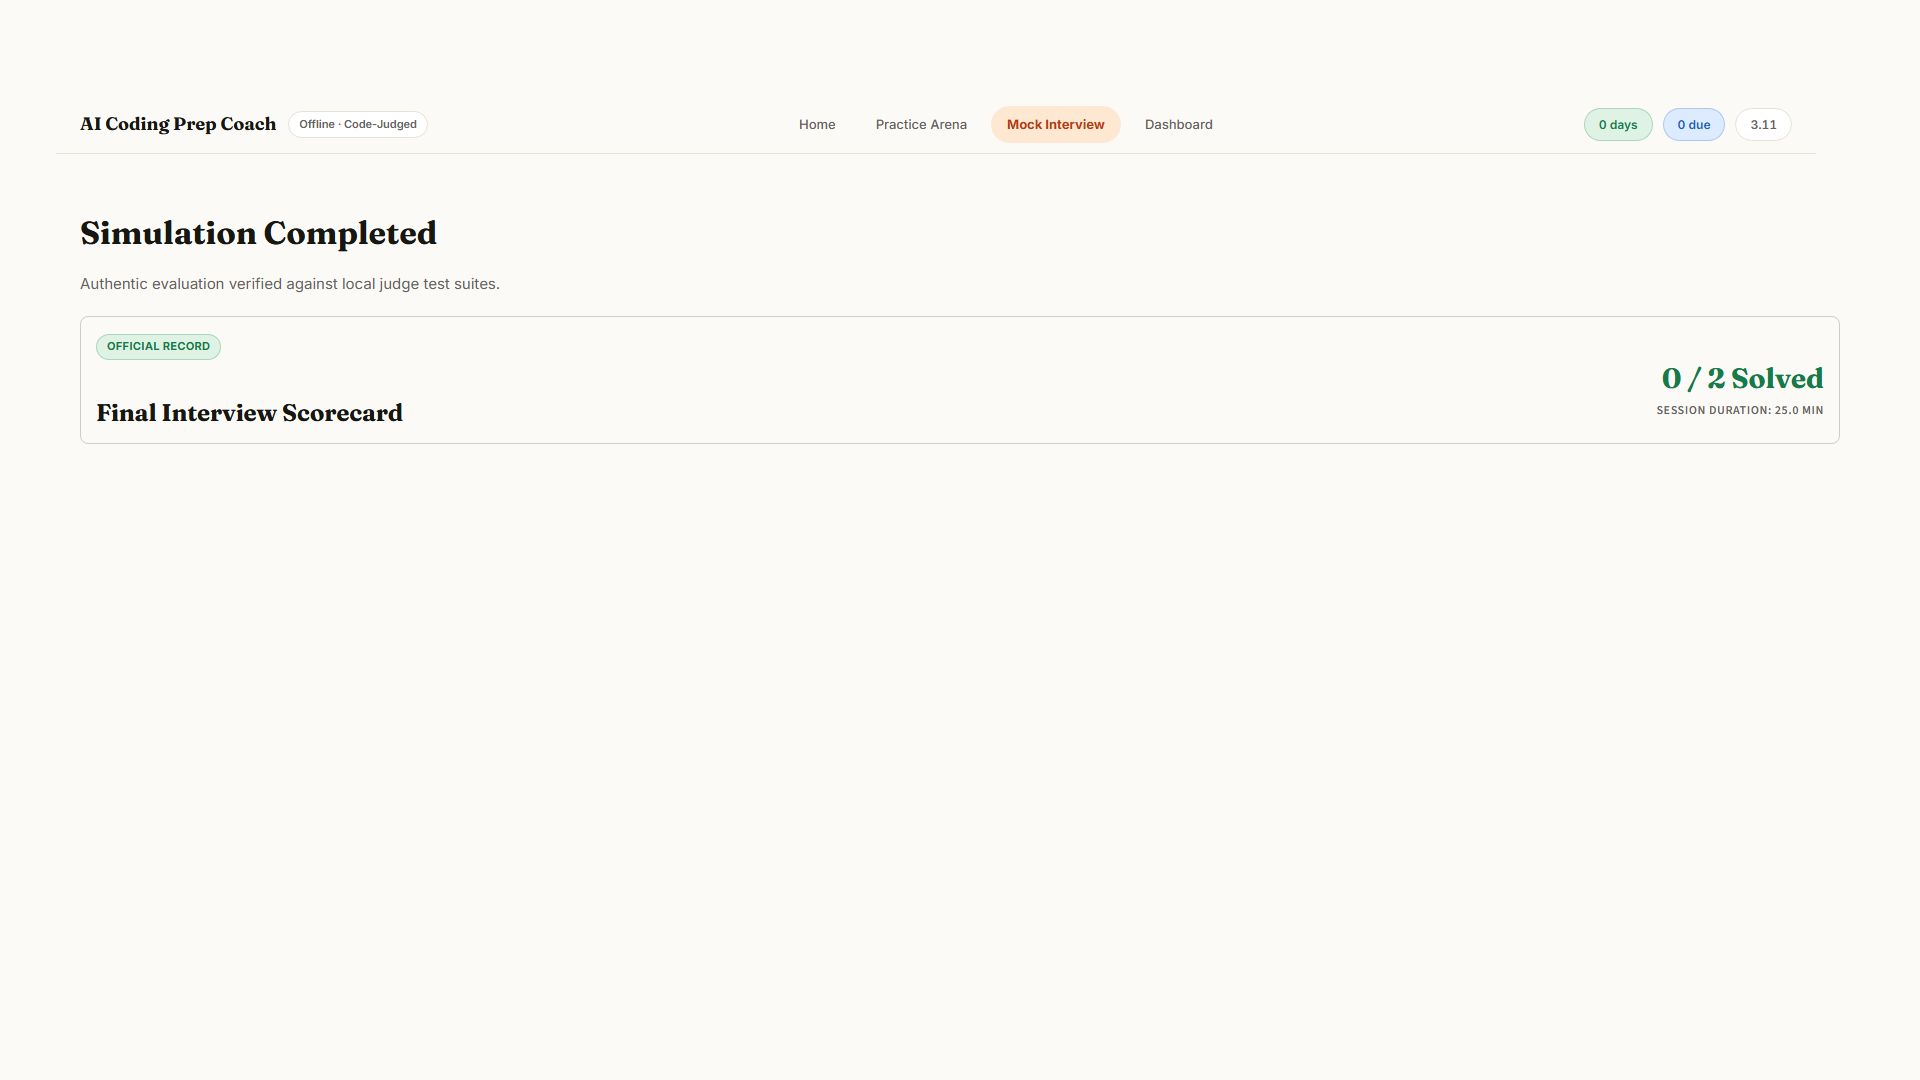 AI Coding Prep Coach
Offline · Code-Judged
Home
Practice Arena
Mock Interview
Dashboard
0 days
0 due
3.11
Simulation Completed
Authentic evaluation verified against local judge test suites.
OFFICIAL RECORD
Final Interview Scorecard
0 / 2 Solved
SESSION DURATION: 25.0 MIN